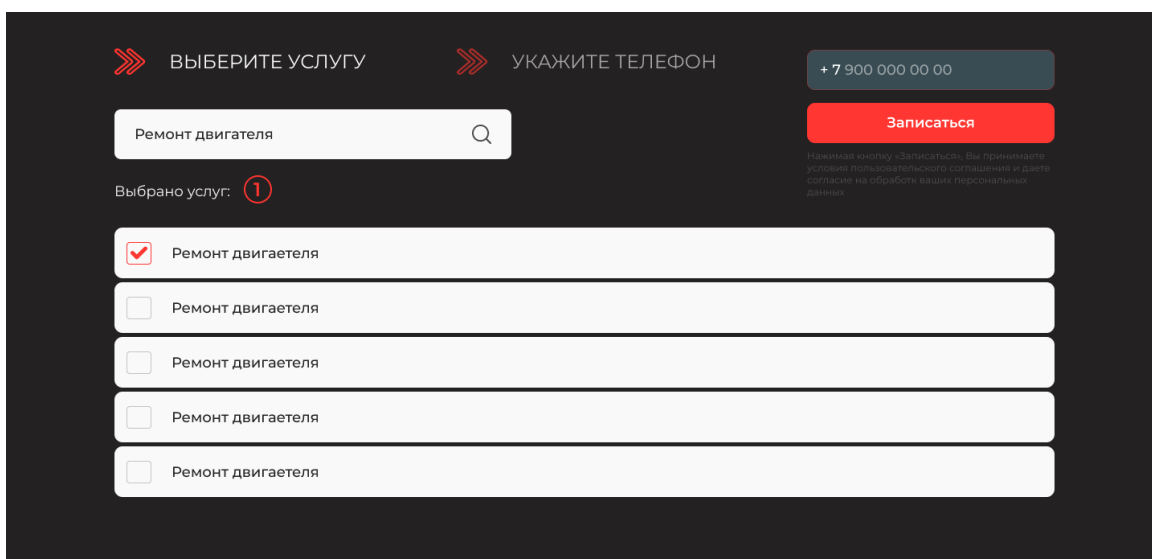 ВЫБЕРИТЕ УСЛУГУ
УКАЖИТЕ ТЕЛЕФОН
+ 7 900 000 00 00
Ремонт двигателя
Записаться
Нажимая кнопку «Записаться», Вы принимаете
условия пользовательского соглашения и даете
согласие на обработк ваших персональных
данных
Выбрано услуг: 1
Ремонт двигаетеля
Ремонт двигаетеля
Ремонт двигаетеля
Ремонт двигаетеля
Ремонт двигаетеля